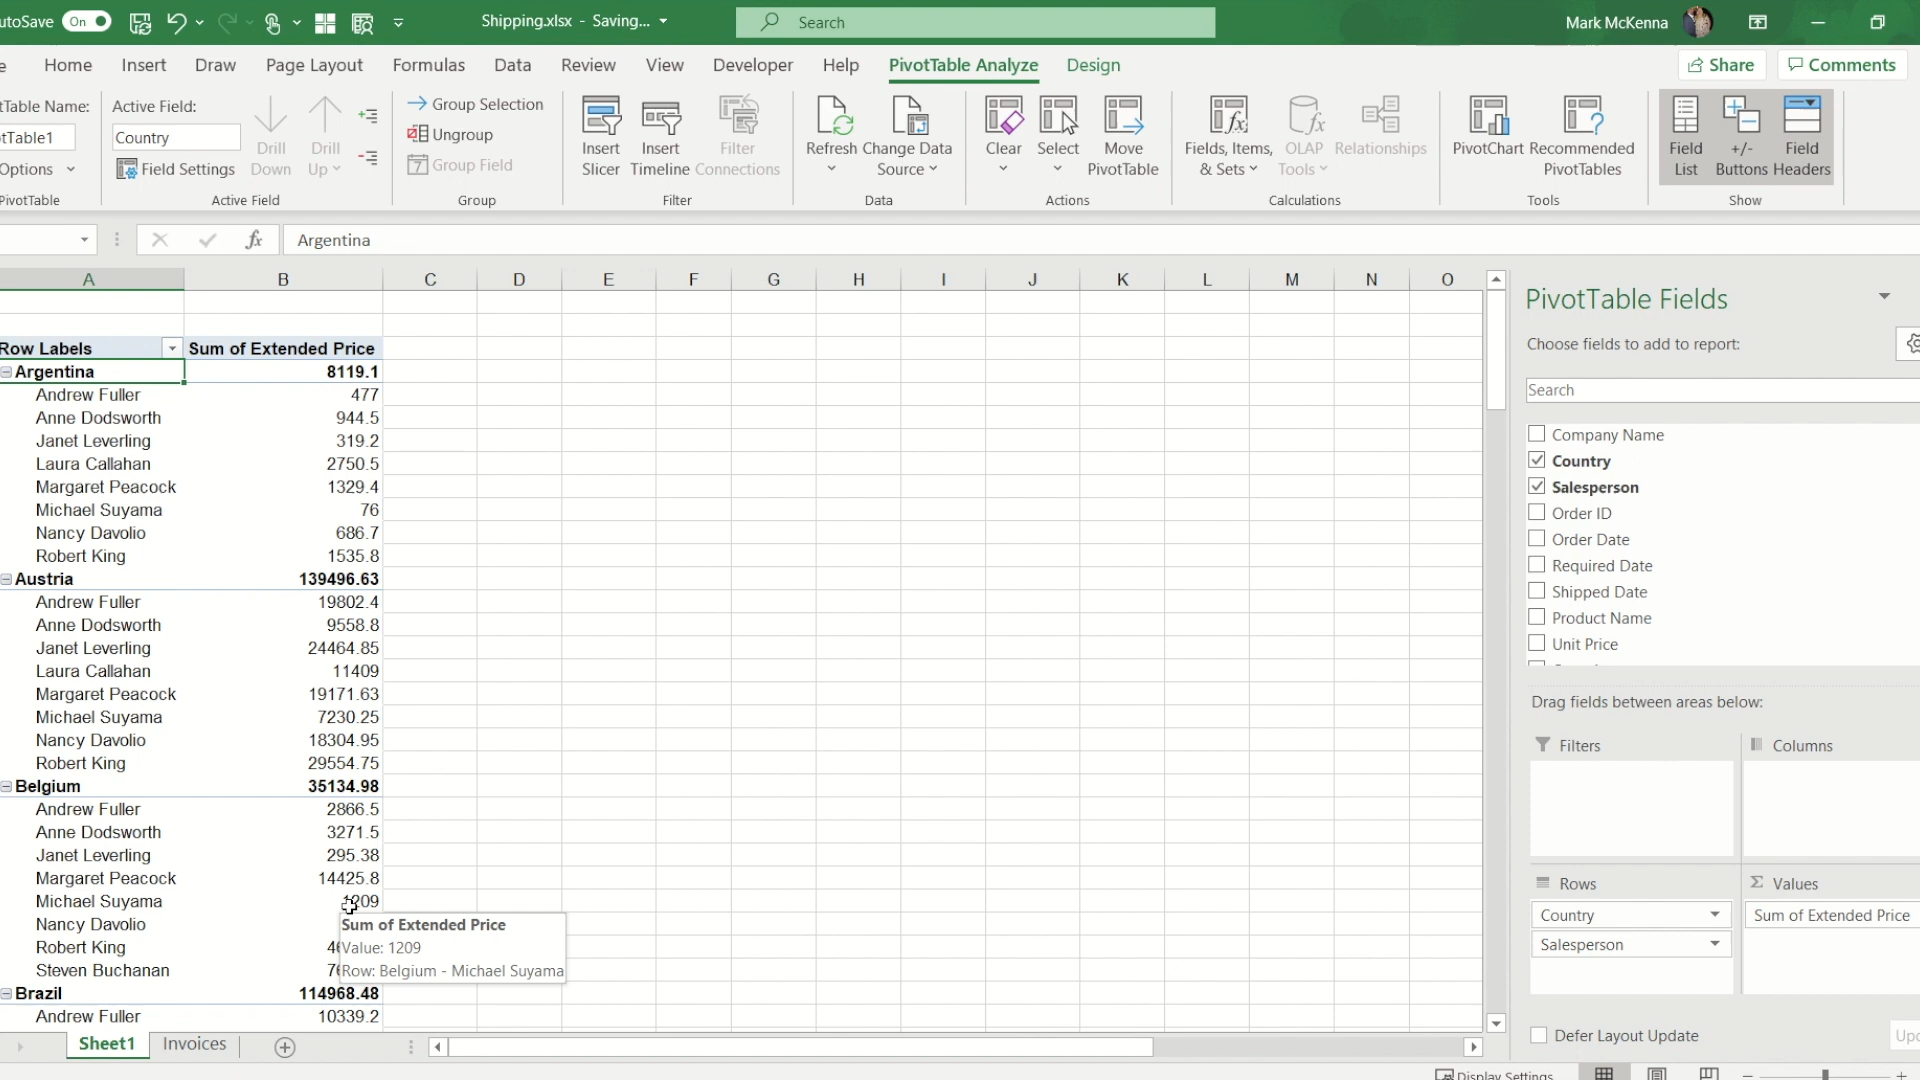 utoSave On Shipping.xlsx - Saving... Search Mark McKenna
e Home Insert Draw Page Layout Formulas Data Review View Developer Help PivotTable Analyze Design Share Comments
tTable Name:
otTable1
Options
PivotTable
Active Field:
Country
Field Settings
Drill Down
Drill Up
Active Field
Group Selection
Ungroup
Group Field
Group
Insert Slicer
Insert Timeline
Filter Connections
Filter
Refresh
Change Data Source
Data
Clear
Select
Move PivotTable
Actions
Fields, Items, & Sets
OLAP Tools
Relationships
Calculations
PivotChart
Recommended PivotTables
Tools
Field List
+/- Buttons
Field Headers
Show
fx Argentina
A B C D E F G H I J K L M N O
Row Labels Sum of Extended Price
Argentina 8119.1
Andrew Fuller 477
Anne Dodsworth 944.5
Janet Leverling 319.2
Laura Callahan 2750.5
Margaret Peacock 1329.4
Michael Suyama 76
Nancy Davolio 686.7
Robert King 1535.8
Austria 139496.63
Andrew Fuller 19802.4
Anne Dodsworth 9558.8
Janet Leverling 24464.85
Laura Callahan 11409
Margaret Peacock 19171.63
Michael Suyama 7230.25
Nancy Davolio 18304.95
Robert King 29554.75
Belgium 35134.98
Andrew Fuller 2866.5
Anne Dodsworth 3271.5
Janet Leverling 295.38
Margaret Peacock 14425.8
Michael Suyama 1209
Nancy Davolio
Robert King
Steven Buchanan
Brazil 114968.48
Andrew Fuller 10339.2
Sum of Extended Price
Value: 1209
Row: Belgium - Michael Suyama
Sheet1 Invoices
PivotTable Fields
Choose fields to add to report:
Search
Company Name
Country
Salesperson
Order ID
Order Date
Required Date
Shipped Date
Product Name
Unit Price
Drag fields between areas below:
Filters
Columns
Rows
Country
Salesperson
Values
Sum of Extended Price
Defer Layout Update
Upd
Display Settings